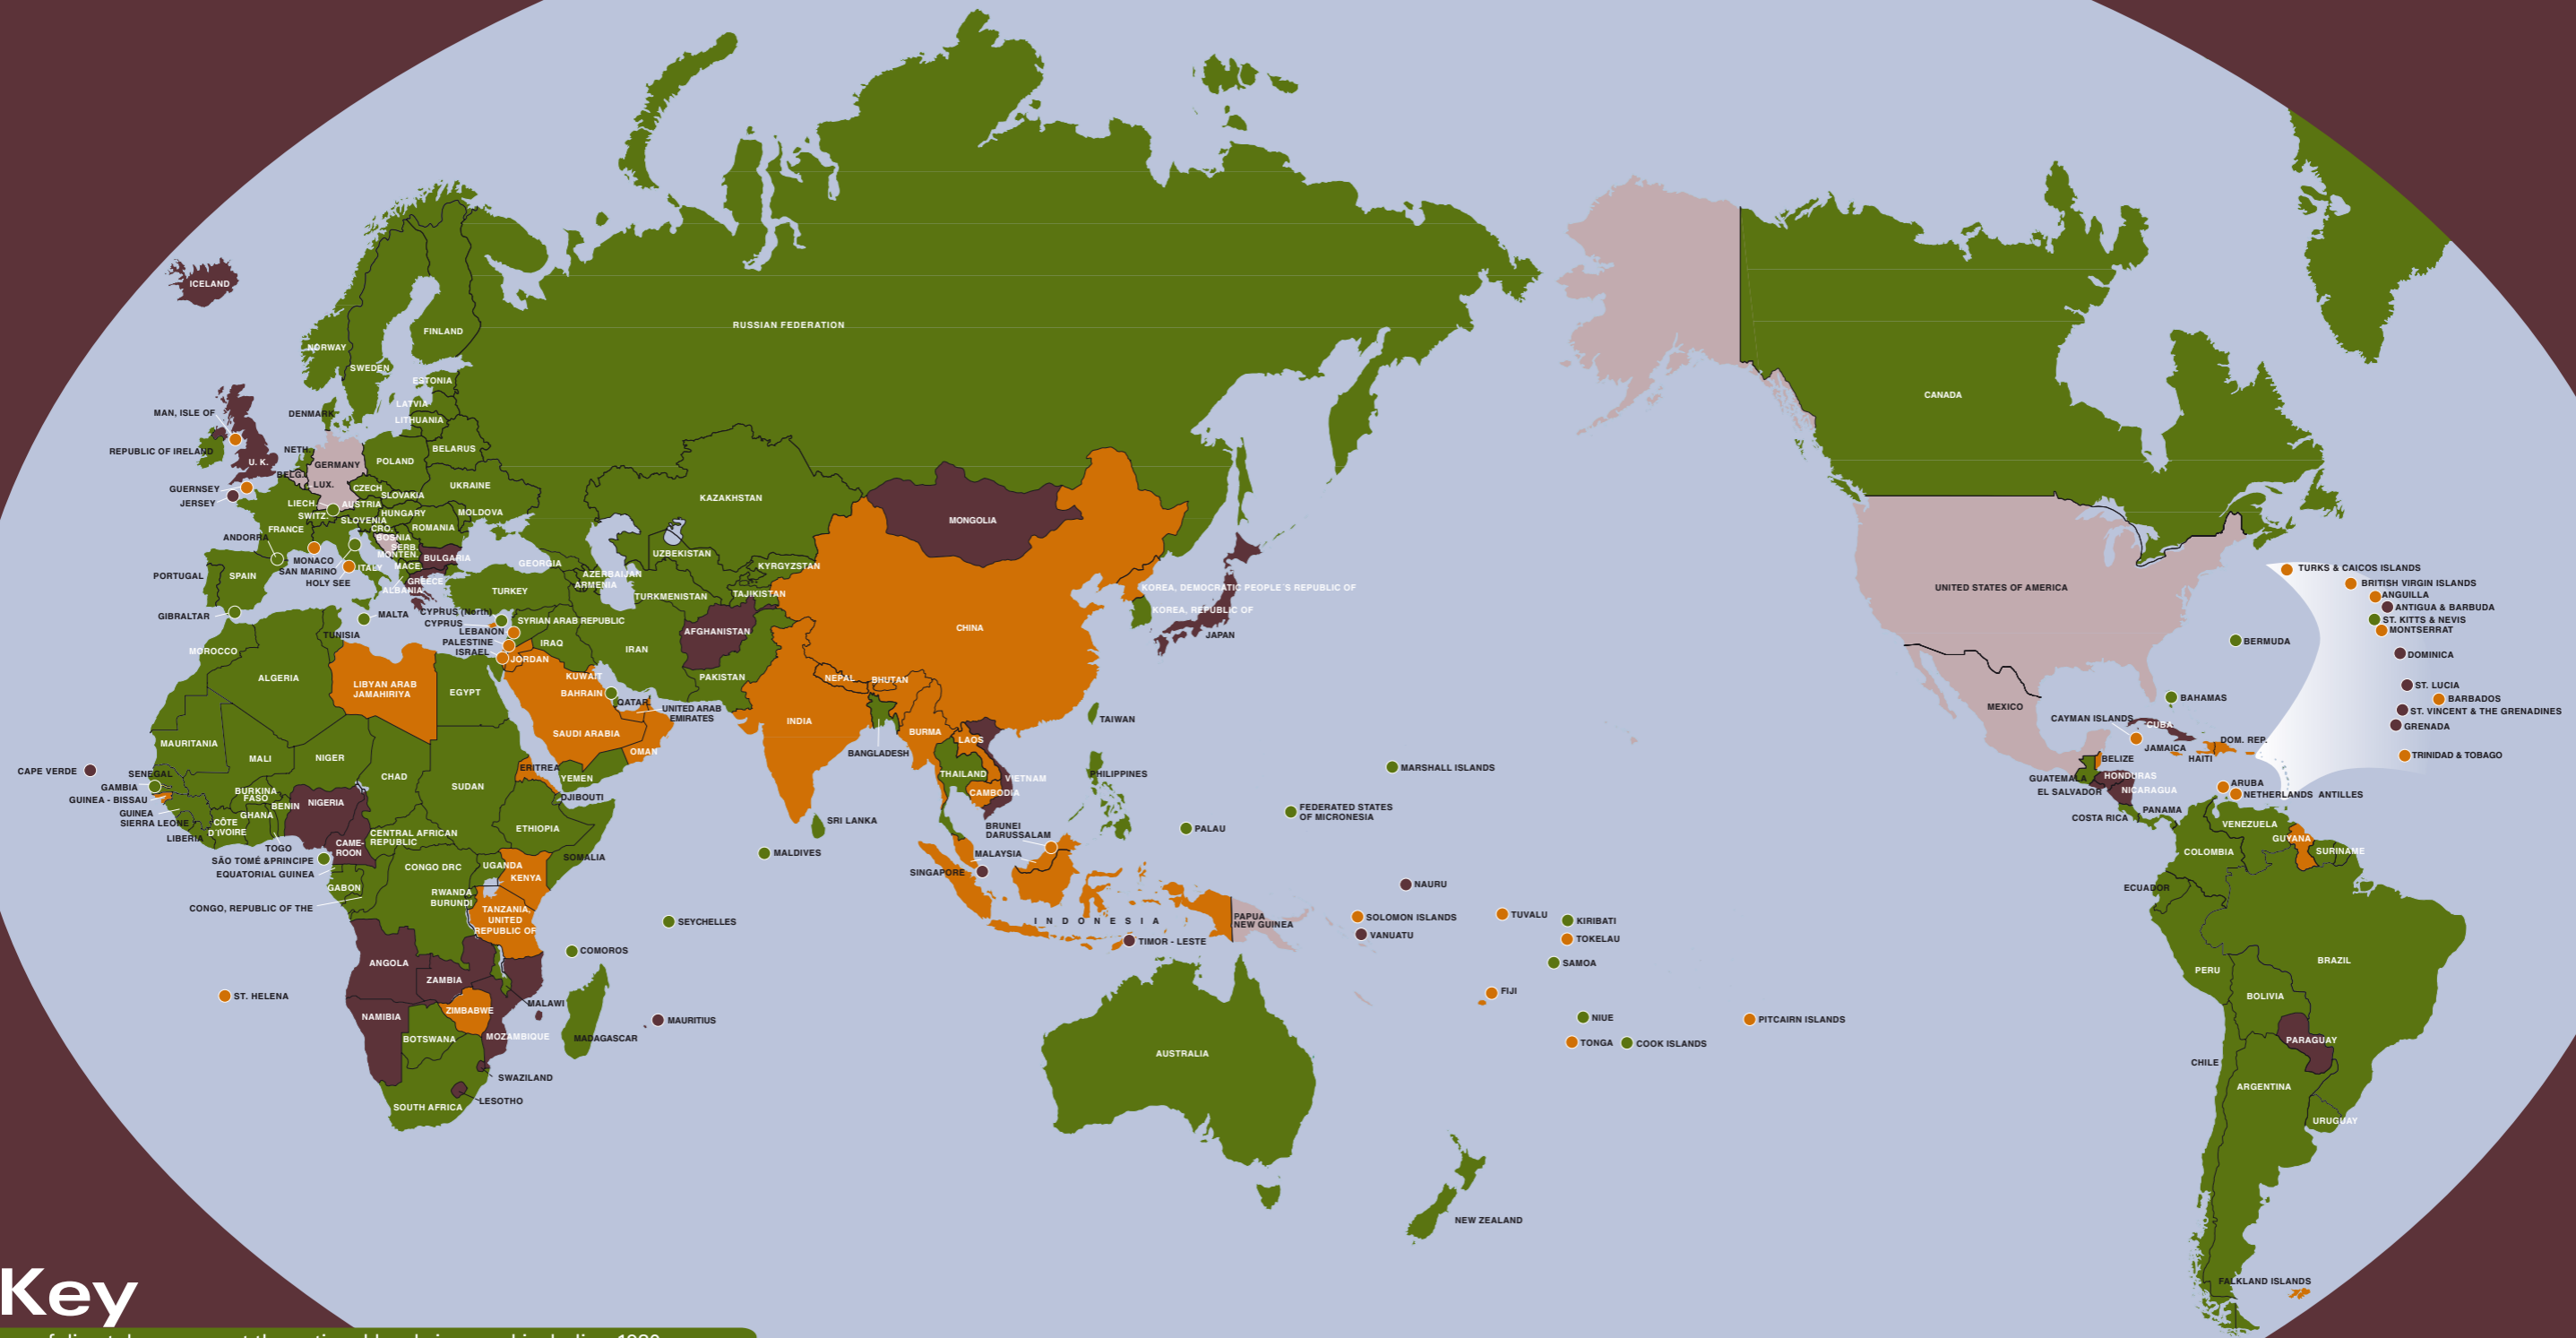 ICELAND
RUSSIAN FEDERATION
FINLAND
NORWAY
SWEDEN
ESTONIA
LATVIA
LITHUANIA
DENMARK
MAN, ISLE OF
REPUBLIC OF IRELAND
U. K.
NETH.
BELG.
GERMANY
LUX.
POLAND
BELARUS
GUERNSEY
JERSEY
CZECH
SLOVAKIA
UKRAINE
LIECH.
AUSTRIA
SWITZ.
SLOVENIA
HUNGARY
MOLDOVA
FRANCE
CRO.
ROMANIA
BOSNIA
SERB.
MONTEN.
ANDORRA
MONACO
SAN MARINO
HOLY SEE
ITALY
MACE.
BULGARIA
GREECE
ALBANIA
PORTUGAL
SPAIN
GIBRALTAR
MALTA
GEORGIA
AZERBAIJAN
ARMENIA
TURKEY
CYPRUS (North)
CYPRUS
LEBANON
PALESTINE
ISRAEL
SYRIAN ARAB REPUBLIC
IRAQ
JORDAN
KUWAIT
BAHRAIN
QATAR
UNITED ARAB
EMIRATES
SAUDI ARABIA
OMAN
YEMEN
IRAN
KAZAKHSTAN
UZBEKISTAN
KYRGYZSTAN
TURKMENISTAN
TAJIKISTAN
AFGHANISTAN
PAKISTAN
MONGOLIA
CHINA
KOREA, DEMOCRATIC PEOPLE´S REPUBLIC OF
KOREA, REPUBLIC OF
JAPAN
NEPAL
BHUTAN
INDIA
BANGLADESH
BURMA
LAOS
THAILAND
VIETNAM
CAMBODIA
TAIWAN
PHILIPPINES
SRI LANKA
MALDIVES
BRUNEI
DARUSSALAM
MALAYSIA
SINGAPORE
I N D O N E S I A
TIMOR - LESTE
PAPUA
NEW GUINEA
AUSTRALIA
NEW ZEALAND
MARSHALL ISLANDS
FEDERATED STATES
OF MICRONESIA
PALAU
NAURU
SOLOMON ISLANDS
VANUATU
TUVALU
KIRIBATI
TOKELAU
SAMOA
FIJI
NIUE
TONGA
COOK ISLANDS
PITCAIRN ISLANDS
TUNISIA
MOROCCO
ALGERIA
LIBYAN ARAB
JAMAHIRIYA
EGYPT
MAURITANIA
MALI
NIGER
CHAD
SUDAN
ERITREA
DJIBOUTI
CAPE VERDE
SENEGAL
GAMBIA
GUINEA - BISSAU
GUINEA
SIERRA LEONE
LIBERIA
BURKINA
FASO
BENIN
GHANA
CÔTE
D'IVOIRE
TOGO
NIGERIA
CAME-
ROON
CENTRAL AFRICAN
REPUBLIC
ETHIOPIA
SOMALIA
SÃO TOMÉ &PRINCIPE
EQUATORIAL GUINEA
GABON
CONGO, REPUBLIC OF THE
CONGO DRC
UGANDA
KENYA
RWANDA
BURUNDI
TANZANIA,
UNITED
REPUBLIC OF
SEYCHELLES
COMOROS
ANGOLA
ZAMBIA
MALAWI
ZIMBABWE
NAMIBIA
BOTSWANA
MOZAMBIQUE
MADAGASCAR
MAURITIUS
ST. HELENA
SWAZILAND
LESOTHO
SOUTH AFRICA
CANADA
UNITED STATES OF AMERICA
MEXICO
BERMUDA
BAHAMAS
CAYMAN ISLANDS
CUBA
JAMAICA
HAITI
DOM. REP.
BELIZE
GUATEMALA
HONDURAS
EL SALVADOR
NICARAGUA
COSTA RICA
PANAMA
ARUBA
NETHERLANDS ANTILLES
TURKS & CAICOS ISLANDS
BRITISH VIRGIN ISLANDS
ANGUILLA
ANTIGUA & BARBUDA
ST. KITTS & NEVIS
MONTSERRAT
DOMINICA
ST. LUCIA
BARBADOS
ST. VINCENT & THE GRENADINES
GRENADA
TRINIDAD & TOBAGO
VENEZUELA
GUYANA
SURINAME
COLOMBIA
ECUADOR
PERU
BRAZIL
BOLIVIA
PARAGUAY
CHILE
ARGENTINA
URUGUAY
FALKLAND ISLANDS
Key